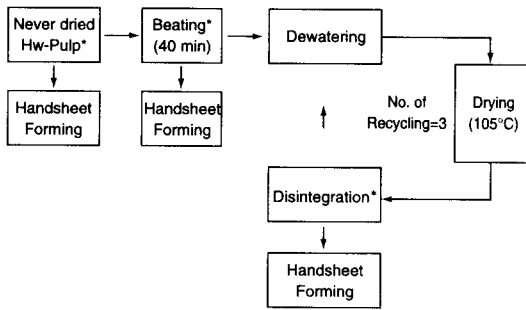 Never dried
Hw-Pulp*
Beating*
(40 min)
Dewatering
Handsheet
Forming
Handsheet
Forming
No. of
Recycling=3
Drying
(105°C)
Disintegration*
Handsheet
Forming